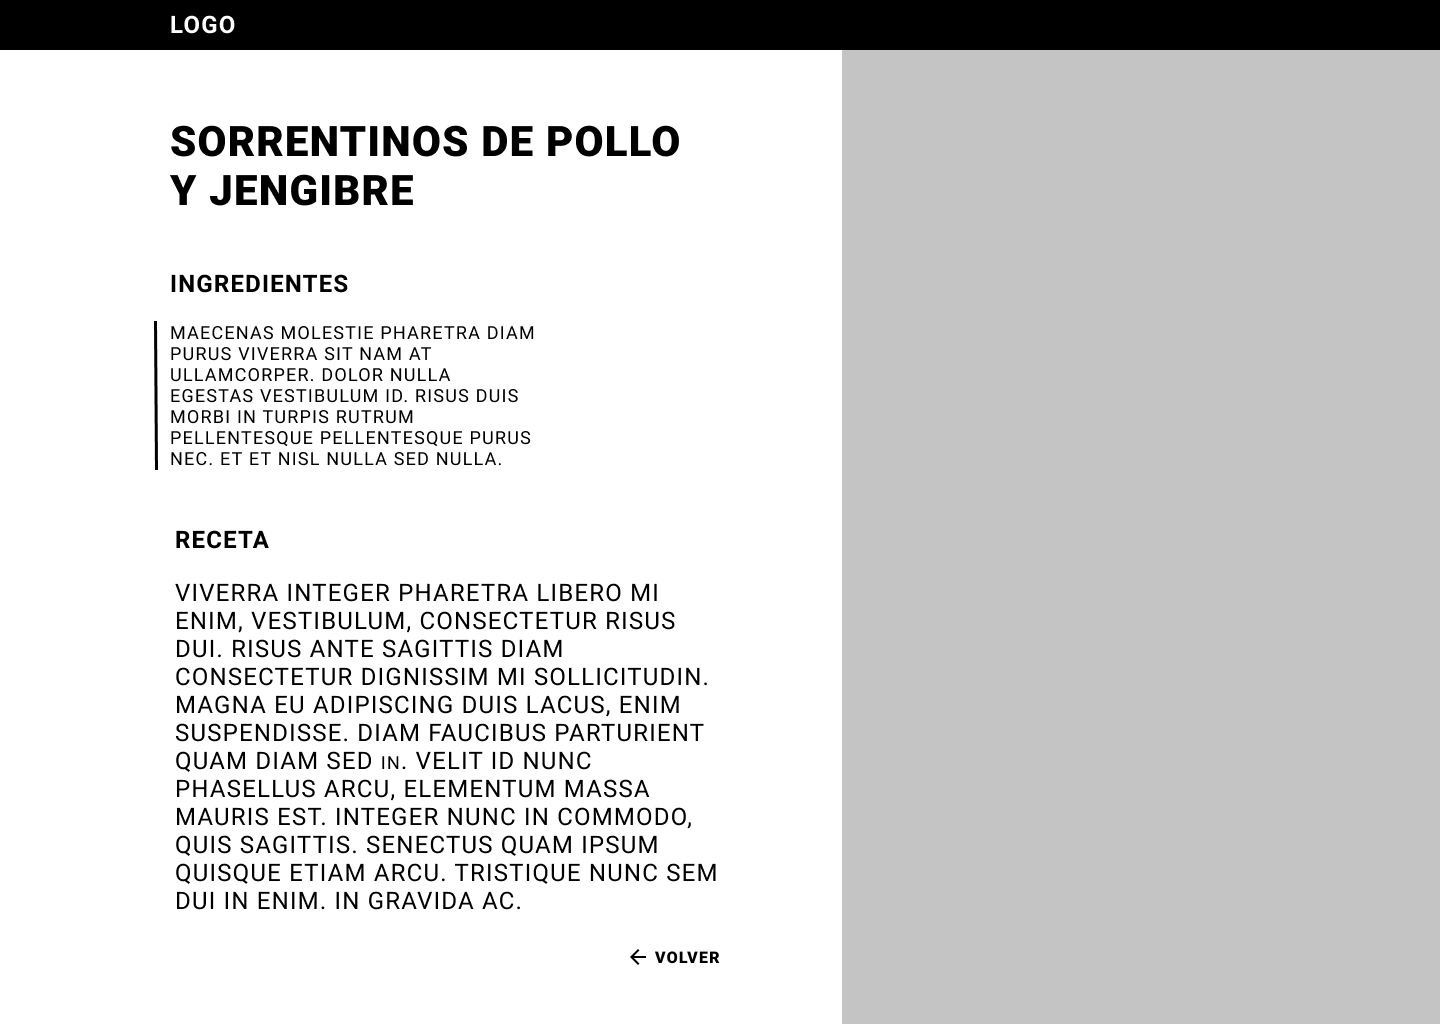 LOGO
SORRENTINOS DE POLLO
Y JENGIBRE
INGREDIENTES
MAECENAS MOLESTIE PHARETRA DIAM
PURUS VIVERRA SIT NAM AT
ULLAMCORPER. DOLOR NULLA
EGESTAS VESTIBULUM ID. RISUS DUIS
MORBI IN TURPIS RUTRUM
PELLENTESQUE PELLENTESQUE PURUS
NEC. ET ET NISL NULLA SED NULLA.
RECETA
VIVERRA INTEGER PHARETRA LIBERO MI
ENIM, VESTIBULUM, CONSECTETUR RISUS
DUI. RISUS ANTE SAGITTIS DIAM
CONSECTETUR DIGNISSIM MI SOLLICITUDIN.
MAGNA EU ADIPISCING DUIS LACUS, ENIM
SUSPENDISSE. DIAM FAUCIBUS PARTURIENT
QUAM DIAM SED IN. VELIT ID NUNC
PHASELLUS ARCU, ELEMENTUM MASSA
MAURIS EST. INTEGER NUNC IN COMMODO,
QUIS SAGITTIS. SENECTUS QUAM IPSUM
QUISQUE ETIAM ARCU. TRISTIQUE NUNC SEM
DUI IN ENIM. IN GRAVIDA AC.
← VOLVER